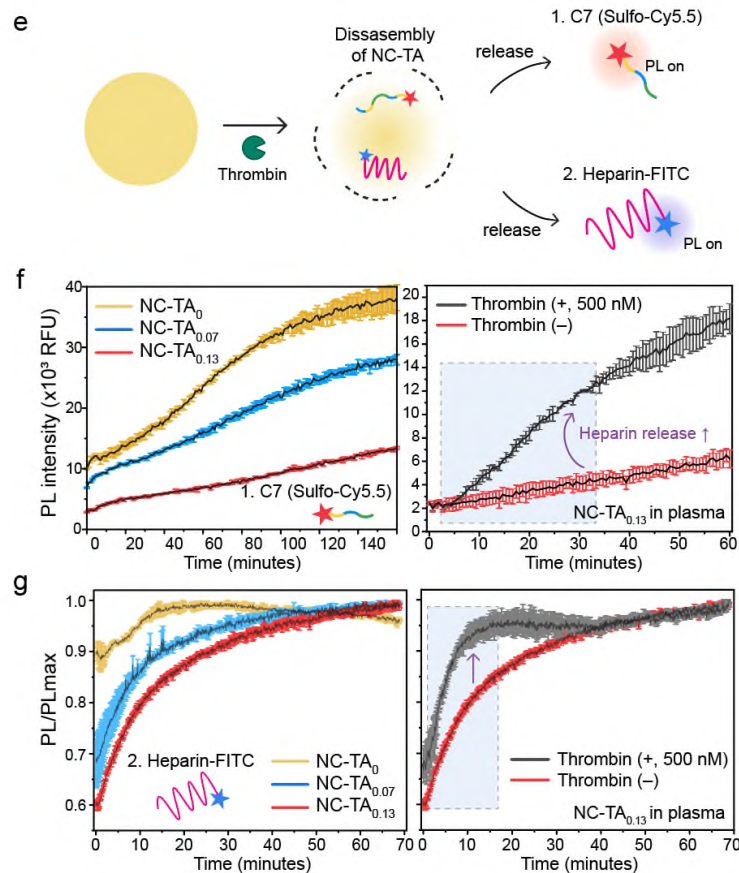 e
Dissasembly
of NC-TA
Thrombin
release
1. C7 (Sulfo-Cy5.5)
PL on
release
2. Heparin-FITC
PL on
f
PL intensity (x10³ RFU)
40
30
20
10
0
NC-TA₀
NC-TA₀.₀₇
NC-TA₀.₁₃
1. C7 (Sulfo-Cy5.5)
0 20 40 60 80 100 120 140
Time (minutes)
20
18
16
14
12
10
8
6
4
2
0
Thrombin (+, 500 nM)
Thrombin (–)
Heparin release ↑
NC-TA₀.₁₃ in plasma
0 10 20 30 40 50 60
Time (minutes)
g
PL/PLmax
1.0
0.9
0.8
0.7
0.6
2. Heparin-FITC
NC-TA₀
NC-TA₀.₀₇
NC-TA₀.₁₃
0 10 20 30 40 50 60 70
Time (minutes)
Thrombin (+, 500 nM)
Thrombin (–)
NC-TA₀.₁₃ in plasma
0 10 20 30 40 50 60 70
Time (minutes)